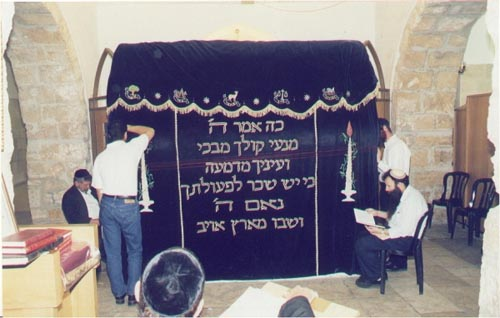 כה אמר ה'
מנעי קולך מבכי
ועיניך מדמעה
כי יש שכר לפעולתך
נאם ה'
ושבו מארץ אויב